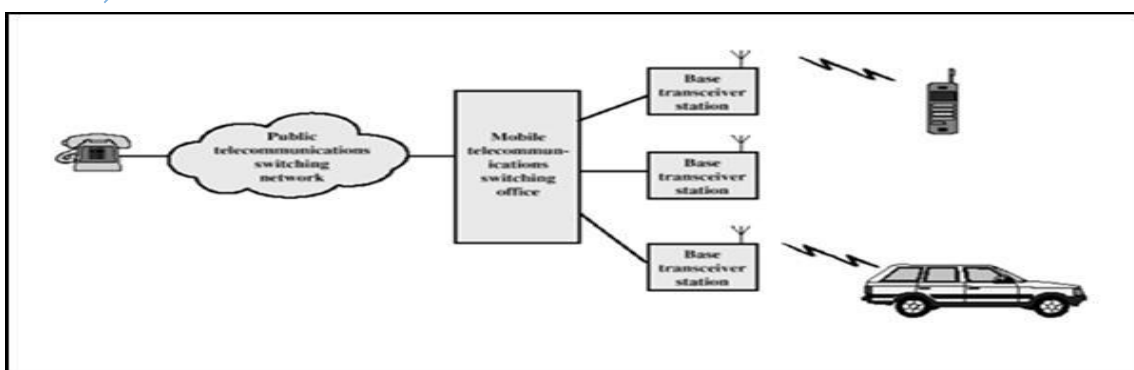 Public
telecommunications
switching
network
Mobile
telecommun-
ications
switching
office
Base
transceiver
station
Base
transceiver
station
Base
transceiver
station